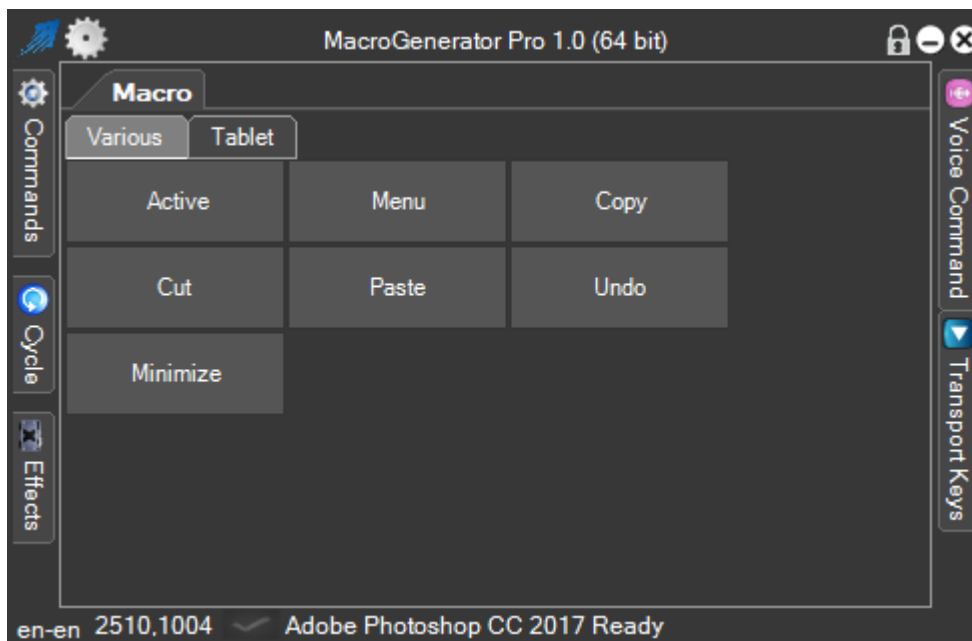 MacroGenerator Pro 1.0 (64 bit)
Macro
Various Tablet
Active Menu Copy
Cut Paste Undo
Minimize
Commands
Cycle
Effects
Voice Command
Transport Keys
en-en 2510,1004 Adobe Photoshop CC 2017 Ready